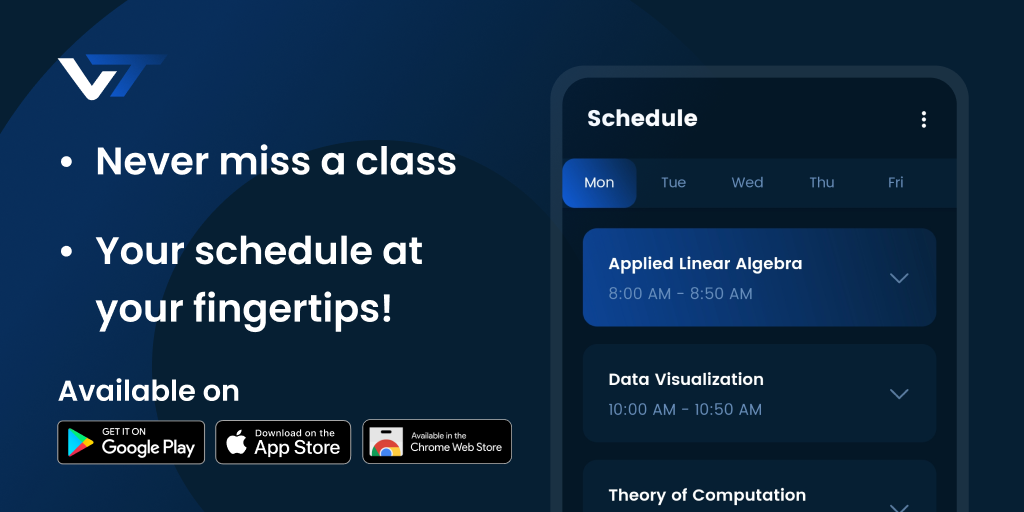 VT
• Never miss a class
• Your schedule at
your fingertips!
Available on
GET IT ON
Google Play
Download on the
App Store
Available in the
Chrome Web Store
Schedule
Mon Tue Wed Thu Fri
Applied Linear Algebra
8:00 AM - 8:50 AM
Data Visualization
10:00 AM - 10:50 AM
Theory of Computation